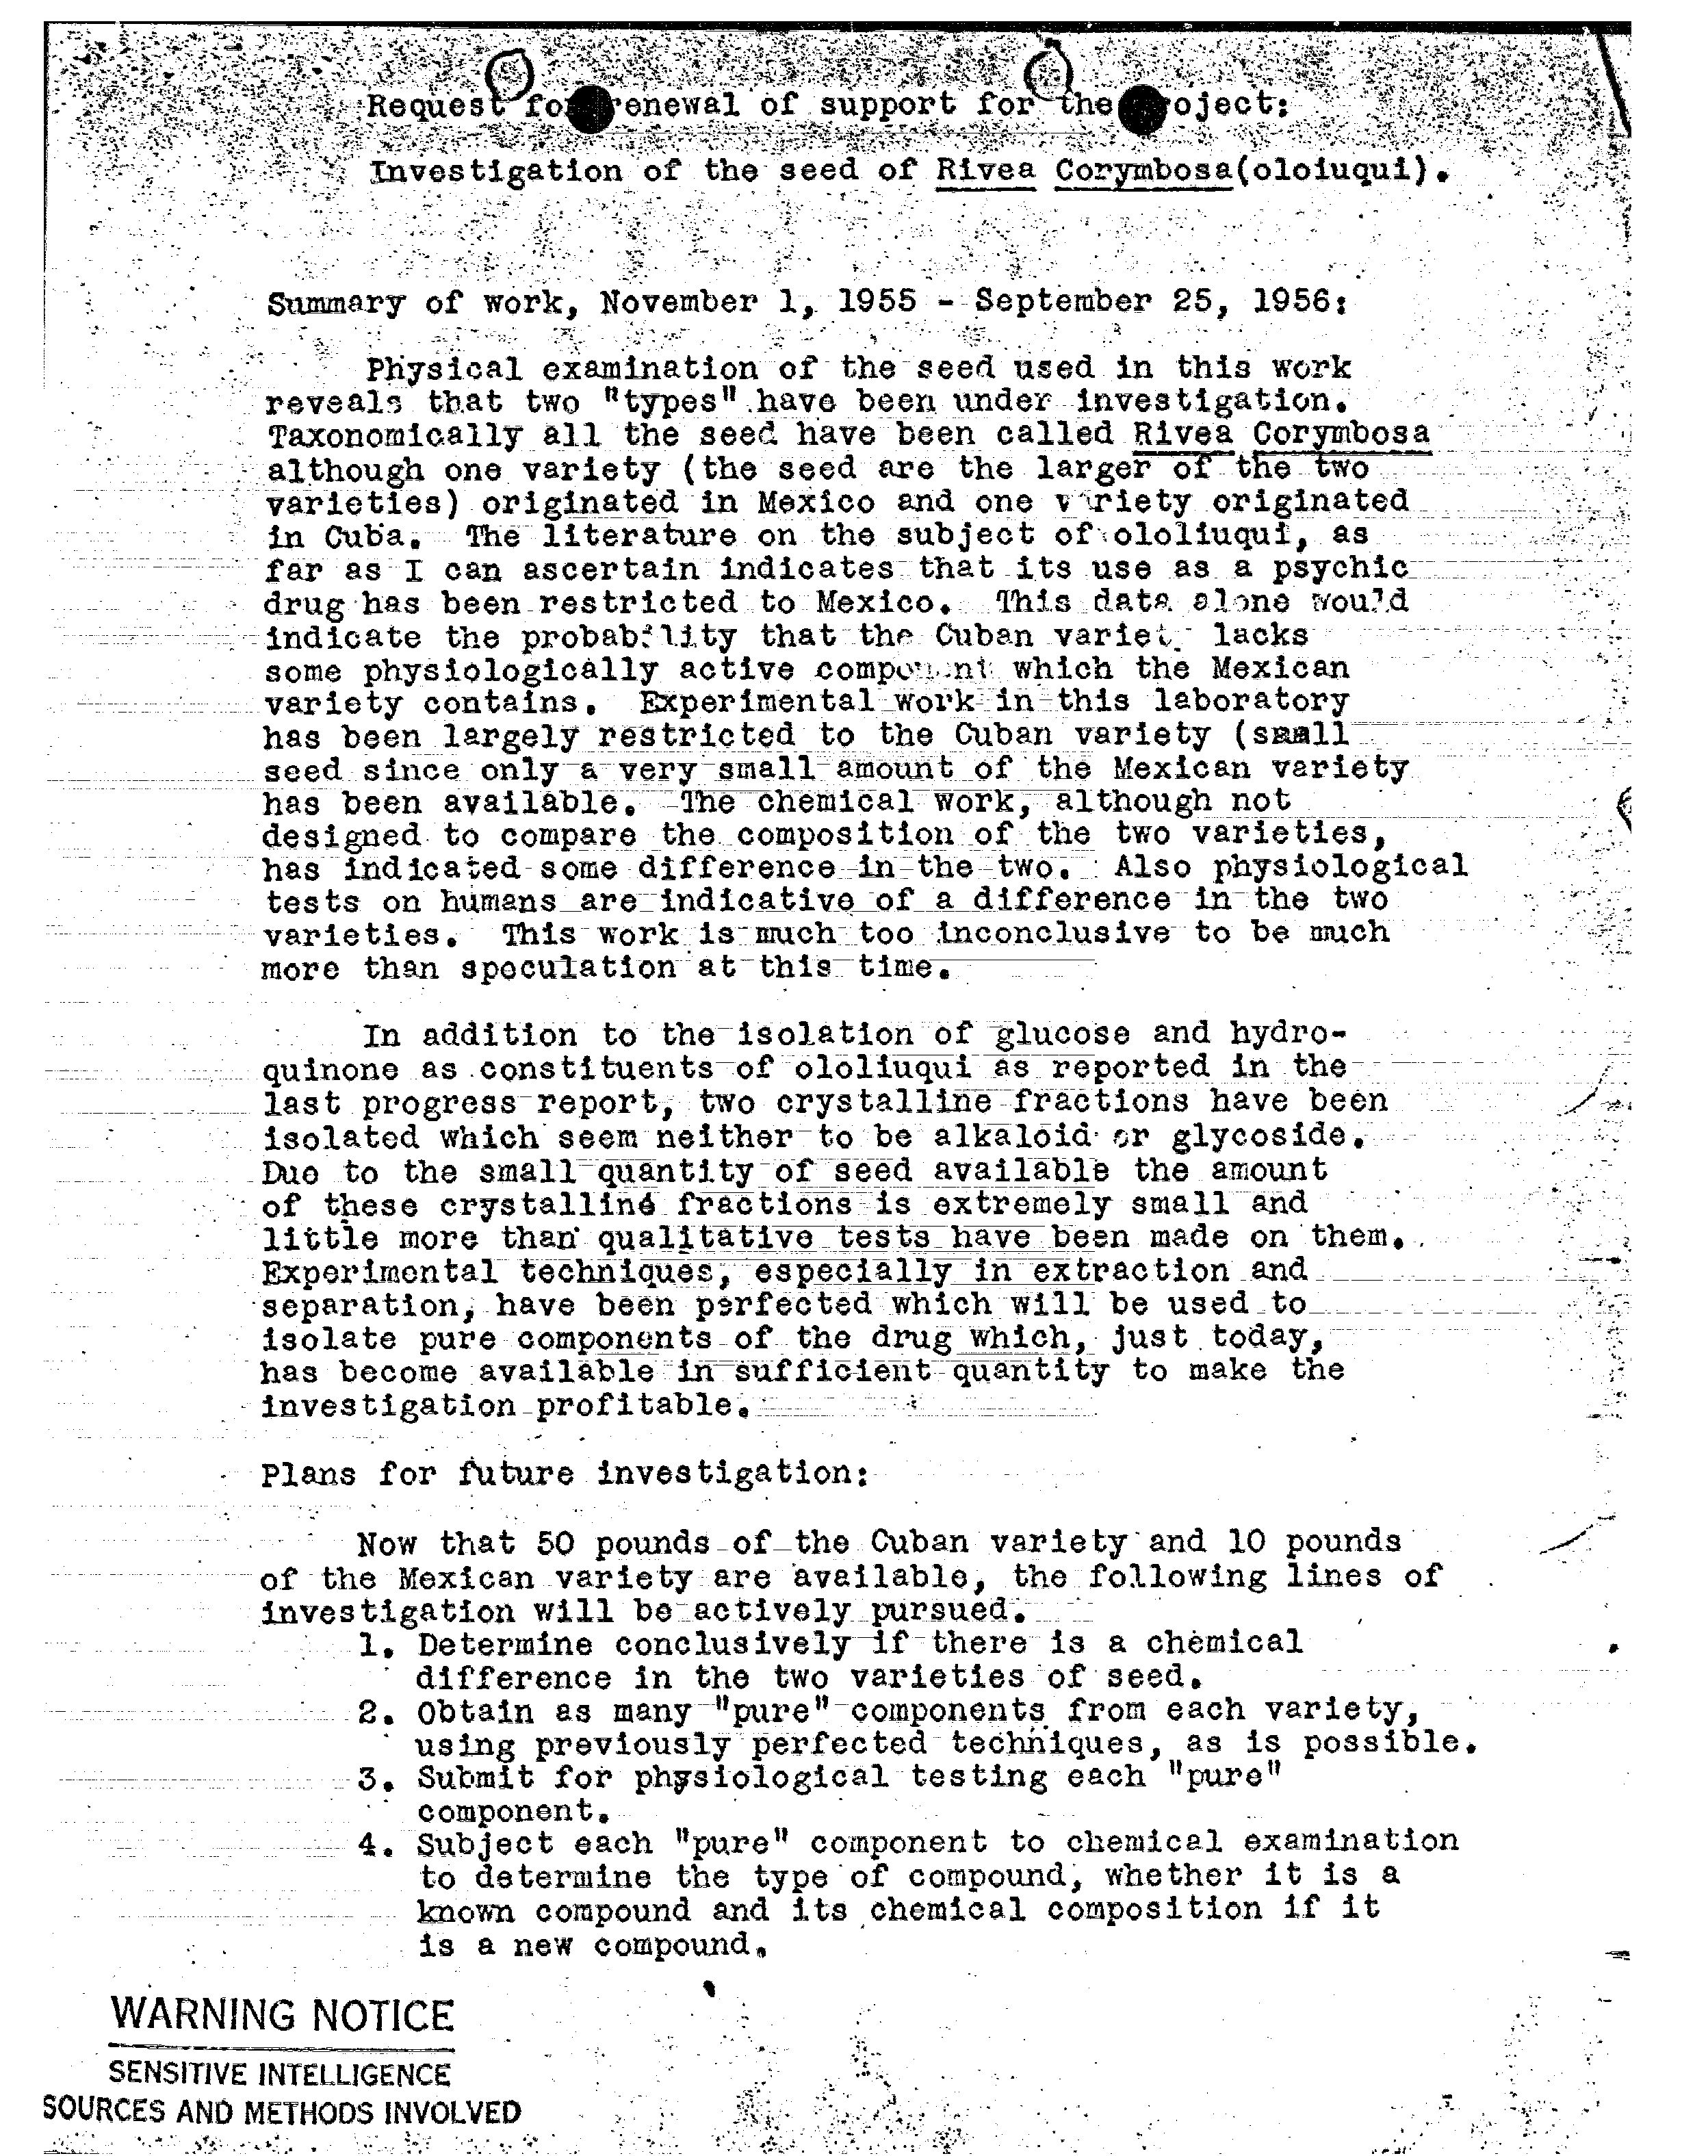 Request for renewal of support for the project:
Investigation of the seed of Rivea Corymbosa(oloiuqui).
Summary of work, November 1, 1955 - September 25, 1956:
Physical examination of the seed used in this work
reveals that two "types" have been under investigation.
Taxonomically all the seed have been called Rivea Corymbosa
although one variety (the seed are the larger of the two
varieties) originated in Mexico and one variety originated
in Cuba. The literature on the subject of ololiuqui, as
far as I can ascertain indicates that its use as a psychic
drug has been restricted to Mexico. This data alone would
indicate the probability that the Cuban variety lacks
some physiologically active component which the Mexican
variety contains. Experimental work in this laboratory
has been largely restricted to the Cuban variety (small
seed since only a very small amount of the Mexican variety
has been available. The chemical work, although not
designed to compare the composition of the two varieties,
has indicated some difference in the two. Also physiological
tests on humans are indicative of a difference in the two
varieties. This work is much too inconclusive to be much
more than speculation at this time.
In addition to the isolation of glucose and hydro-
quinone as constituents of ololiuqui as reported in the
last progress report, two crystalline fractions have been
isolated which seem neither to be alkaloid or glycoside.
Due to the small quantity of seed available the amount
of these crystalline fractions is extremely small and
little more than qualitative tests have been made on them.
Experimental techniques, especially in extraction and
separation, have been perfected which will be used to
isolate pure components of the drug which, just today,
has become available in sufficient quantity to make the
investigation profitable.
Plans for future investigation:
Now that 50 pounds of the Cuban variety and 10 pounds
of the Mexican variety are available, the following lines of
investigation will be actively pursued.
1. Determine conclusively if there is a chemical
difference in the two varieties of seed.
2. Obtain as many "pure" components from each variety,
using previously perfected techniques, as is possible.
3. Submit for physiological testing each "pure"
component.
4. Subject each "pure" component to chemical examination
to determine the type of compound, whether it is a
known compound and its chemical composition if it
is a new compound.
WARNING NOTICE
SENSITIVE INTELLIGENCE
SOURCES AND METHODS INVOLVED